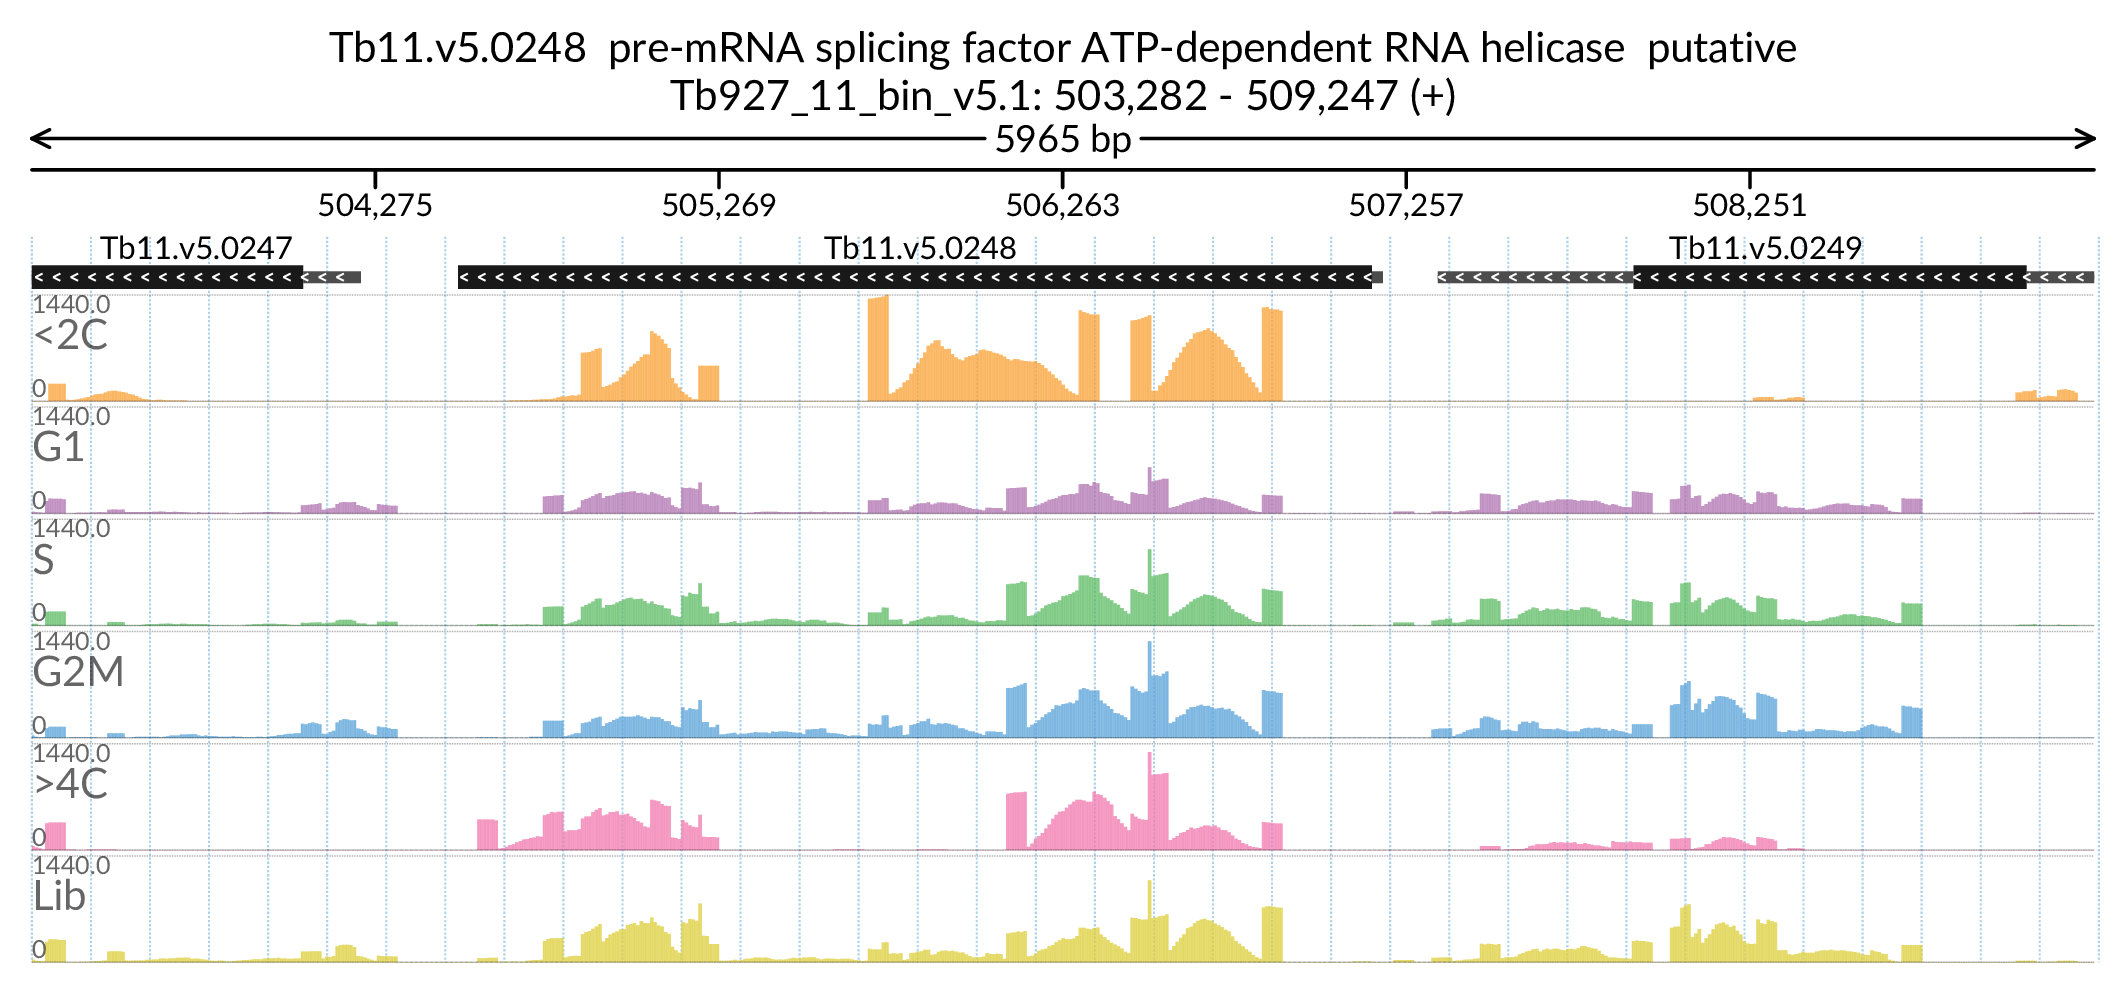 Tb11.v5.0248  pre-mRNA splicing factor ATP-dependent RNA helicase  putative
Tb927_11_bin_v5.1: 503,282 - 509,247 (+)
5965 bp
504,275 505,269 506,263 507,257 508,251
Tb11.v5.0247 Tb11.v5.0248 Tb11.v5.0249
1440.0
<2C
0
1440.0
G1
0
1440.0
S
0
1440.0
G2M
0
1440.0
>4C
0
1440.0
Lib
0